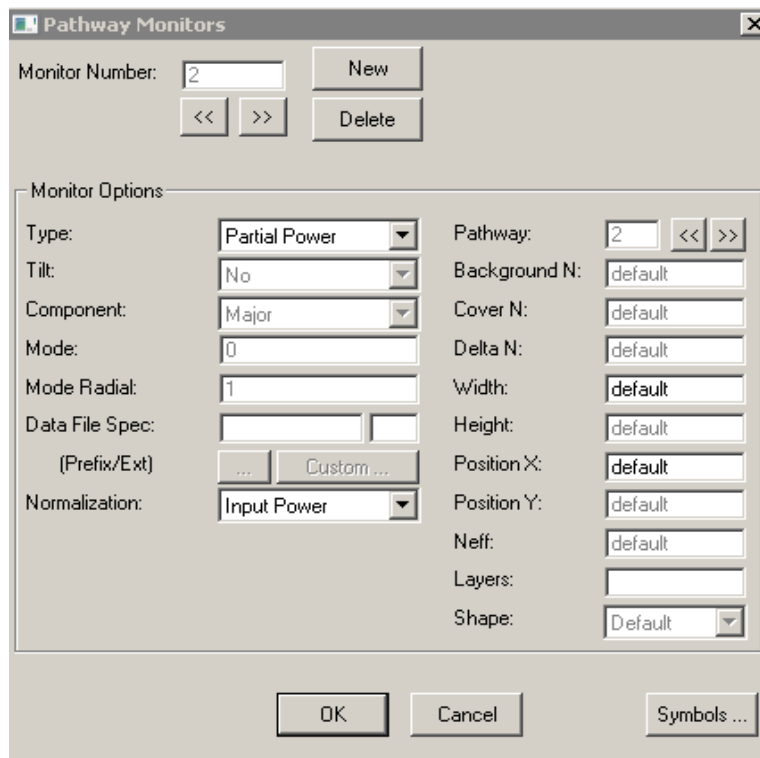 Pathway Monitors
Monitor Number: 2 New
<< >> Delete
Monitor Options
Type: Partial Power Pathway: 2 << >>
Tilt: No Background N: default
Component: Major Cover N: default
Mode: 0 Delta N: default
Mode Radial: 1 Width: default
Data File Spec: Height: default
(Prefix/Ext) ... Custom ... Position X: default
Normalization: Input Power Position Y: default
Neff: default
Layers:
Shape: Default
OK Cancel Symbols ...